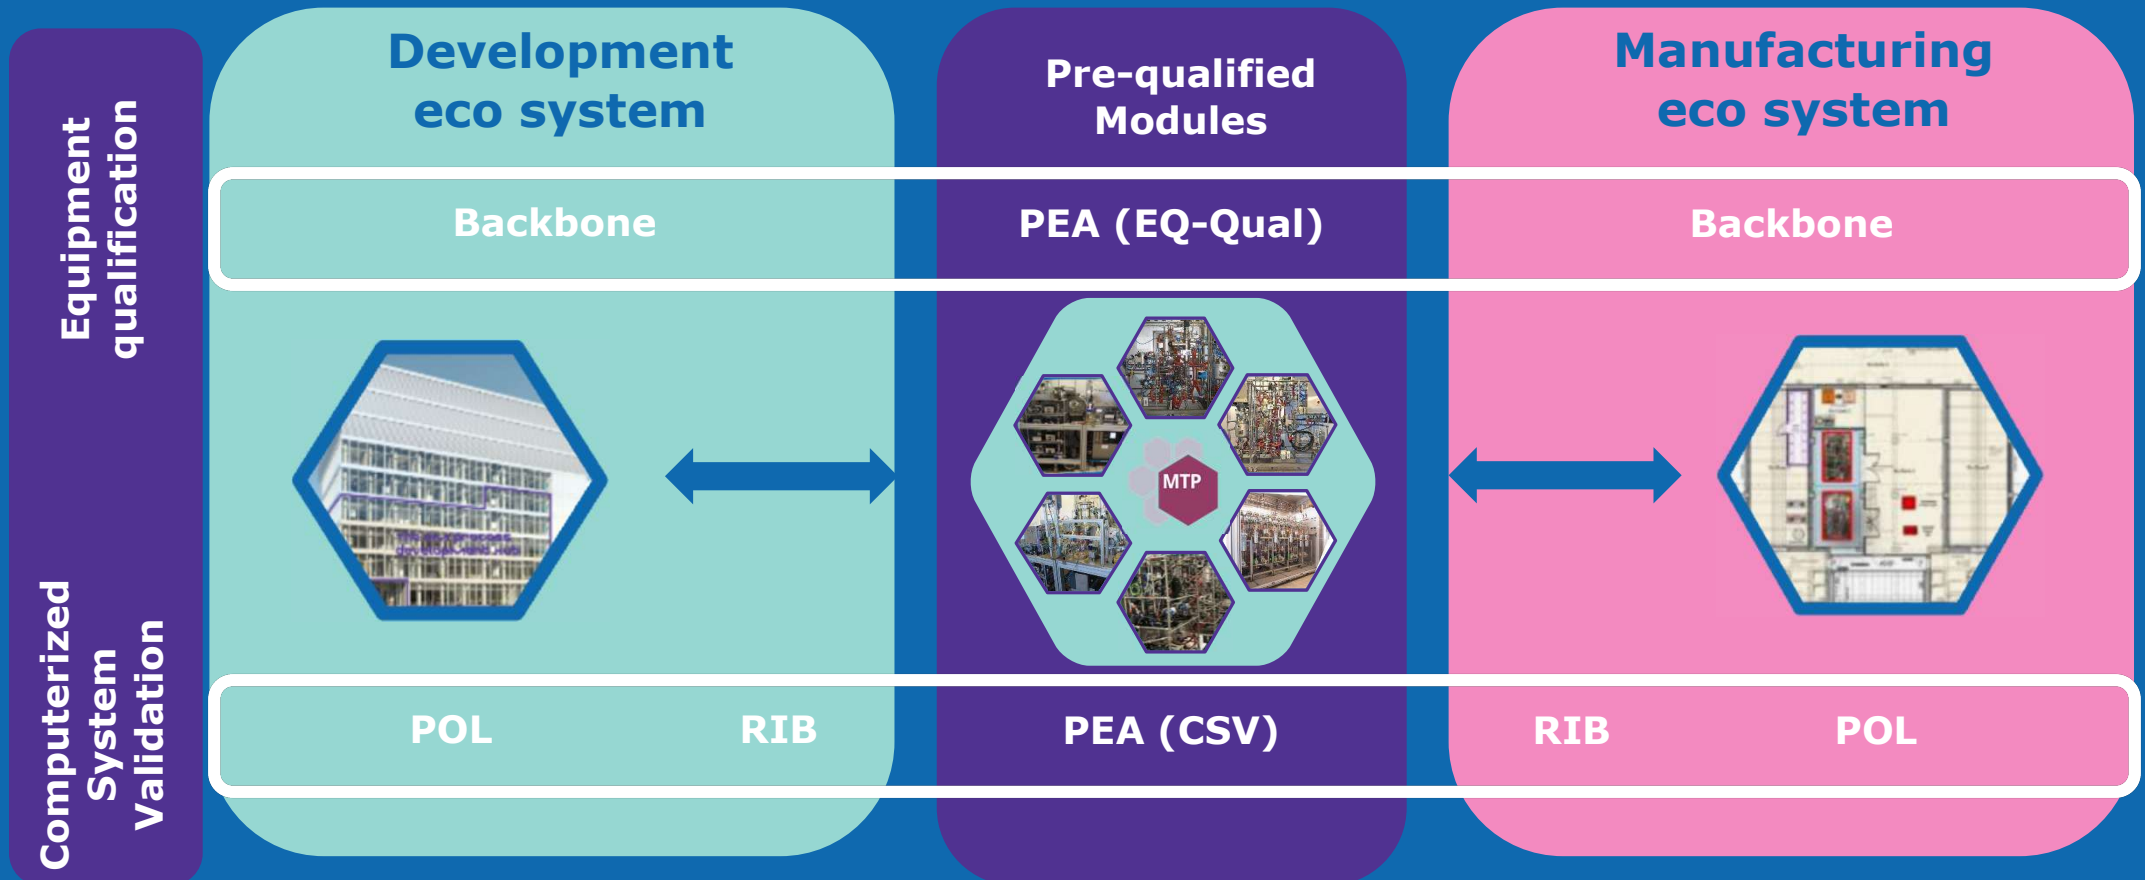 Development
eco system
Pre-qualified
Modules
Manufacturing
eco system
Equipment
qualification
Backbone
PEA (EQ-Qual)
Backbone
MTP
Computerized
System
Validation
POL
RIB
PEA (CSV)
RIB
POL